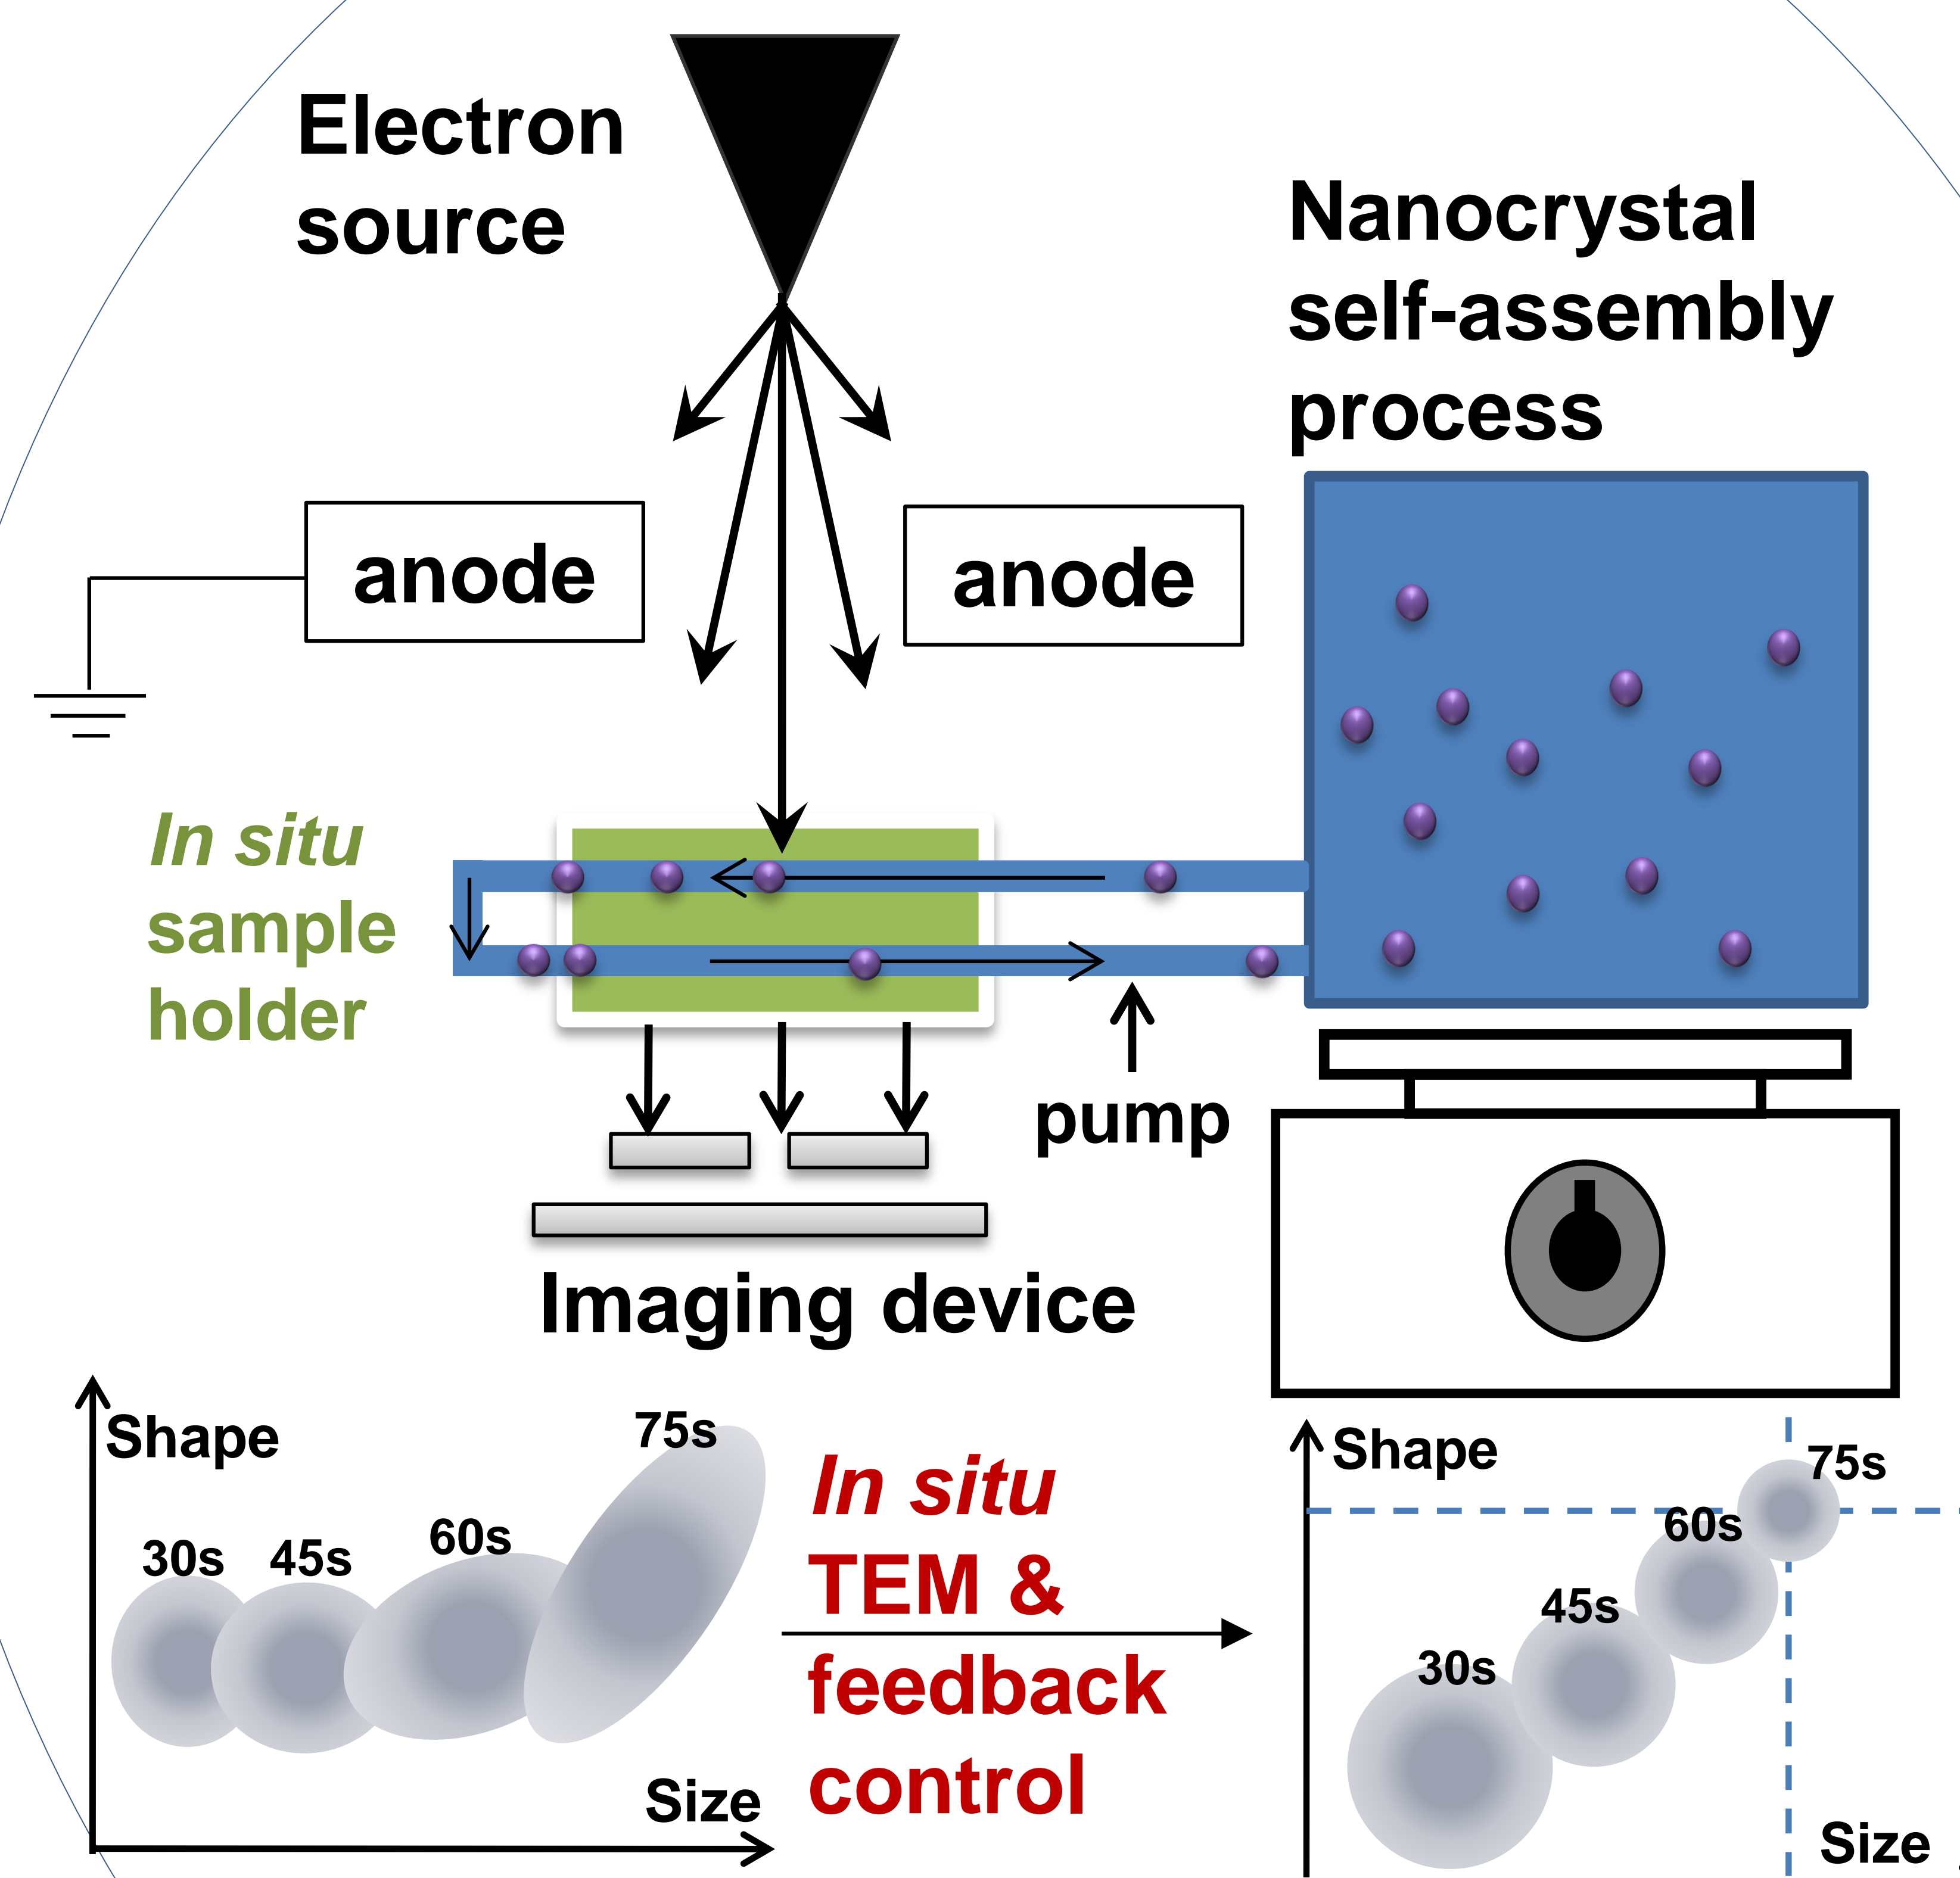 Electron
source
Nanocrystal
self-assembly
process
anode
anode
In situ
sample
holder
pump
Imaging device
Shape
30s
45s
60s
75s
Size
In situ
TEM &
feedback
control
Shape
75s
60s
45s
30s
Size